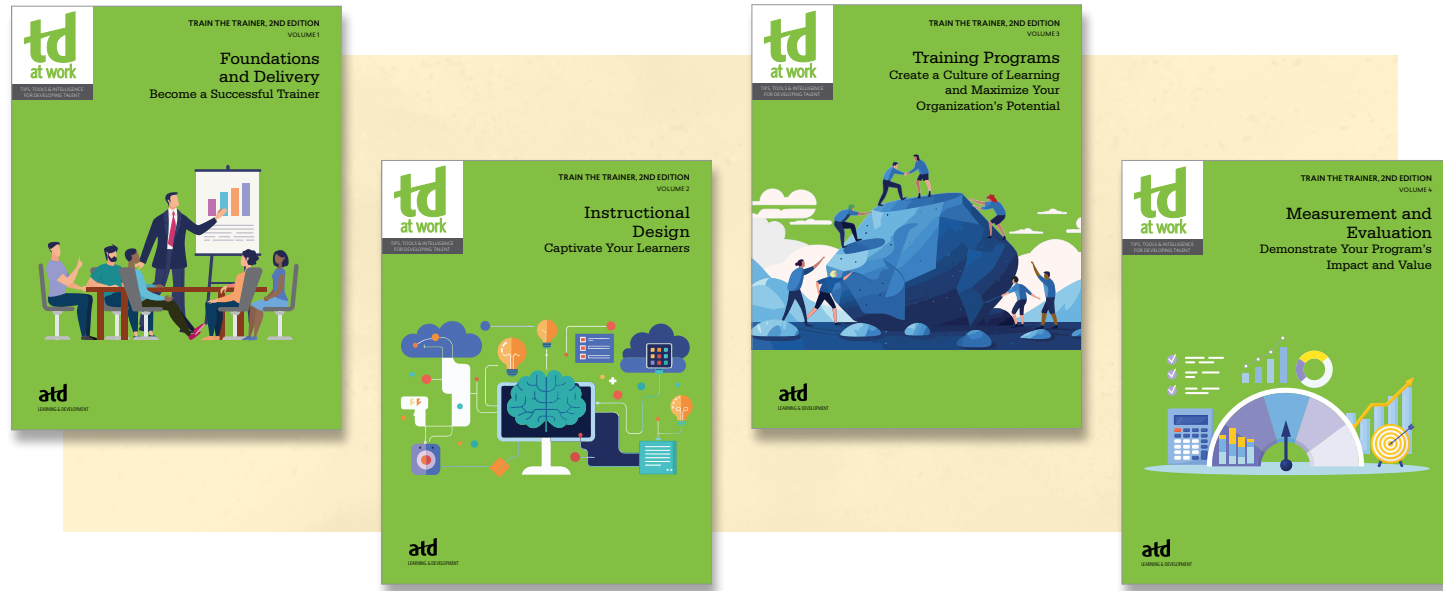 td
at work
TIPS, TOOLS & INTELLIGENCE
FOR DEVELOPING TALENT
TRAIN THE TRAINER, 2ND EDITION
VOLUME 1
Foundations
and Delivery
Become a Successful Trainer
atd
LEARNING & DEVELOPMENT
td
at work
TIPS, TOOLS & INTELLIGENCE
FOR DEVELOPING TALENT
TRAIN THE TRAINER, 2ND EDITION
VOLUME 2
Instructional
Design
Captivate Your Learners
atd
LEARNING & DEVELOPMENT
td
at work
TIPS, TOOLS & INTELLIGENCE
FOR DEVELOPING TALENT
TRAIN THE TRAINER, 2ND EDITION
VOLUME 3
Training Programs
Create a Culture of Learning
and Maximize Your
Organization's Potential
atd
LEARNING & DEVELOPMENT
td
at work
TIPS, TOOLS & INTELLIGENCE
FOR DEVELOPING TALENT
TRAIN THE TRAINER, 2ND EDITION
VOLUME 4
Measurement and
Evaluation
Demonstrate Your Program's
Impact and Value
atd
LEARNING & DEVELOPMENT